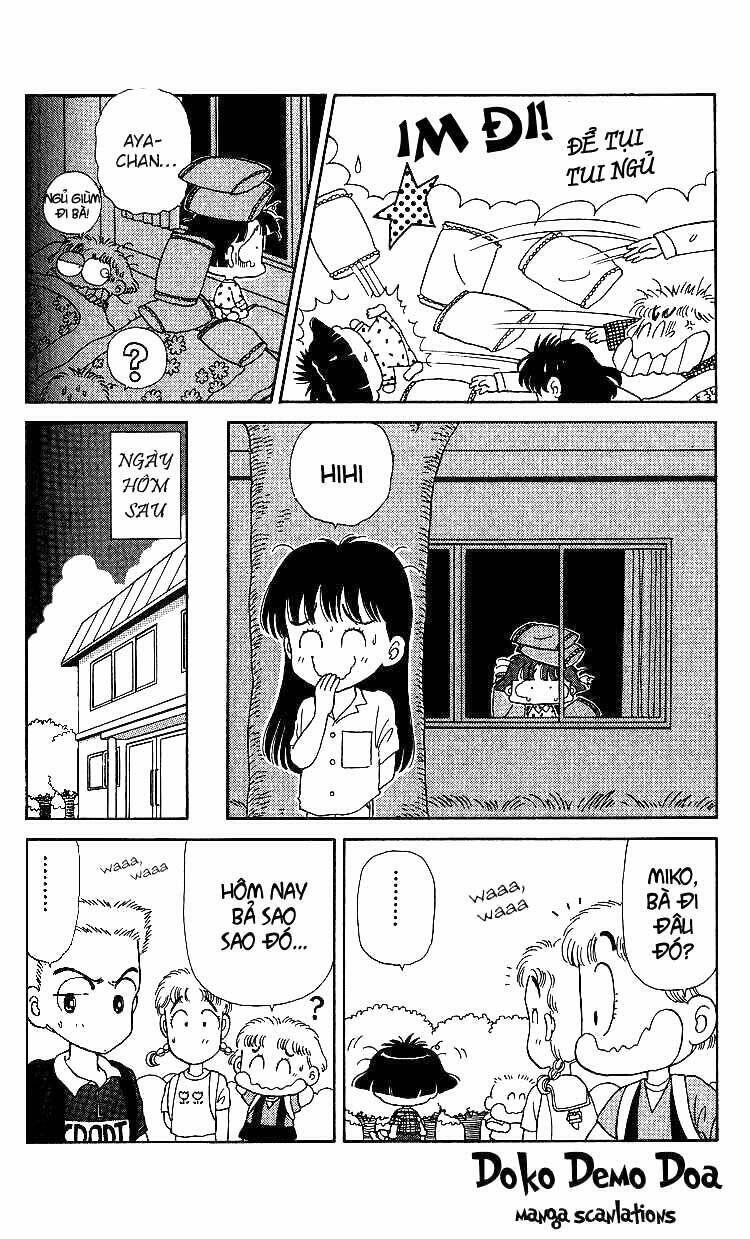 IM ĐI!
ĐỂ TỤI
TUI NGỦ
AYA-
CHAN...
NGỦ GIÙM
ĐI BÀ!
?
HIHI
NGÀY
HÔM
SAU
MIKO,
BÀ ĐI
ĐÂU
ĐÓ?
waaa,
waaa
........
HÔM NAY
BẢ SAO
SAO ĐÓ...
?
waaa,
waaa
........
Doko Demo Doa
manga scanlations